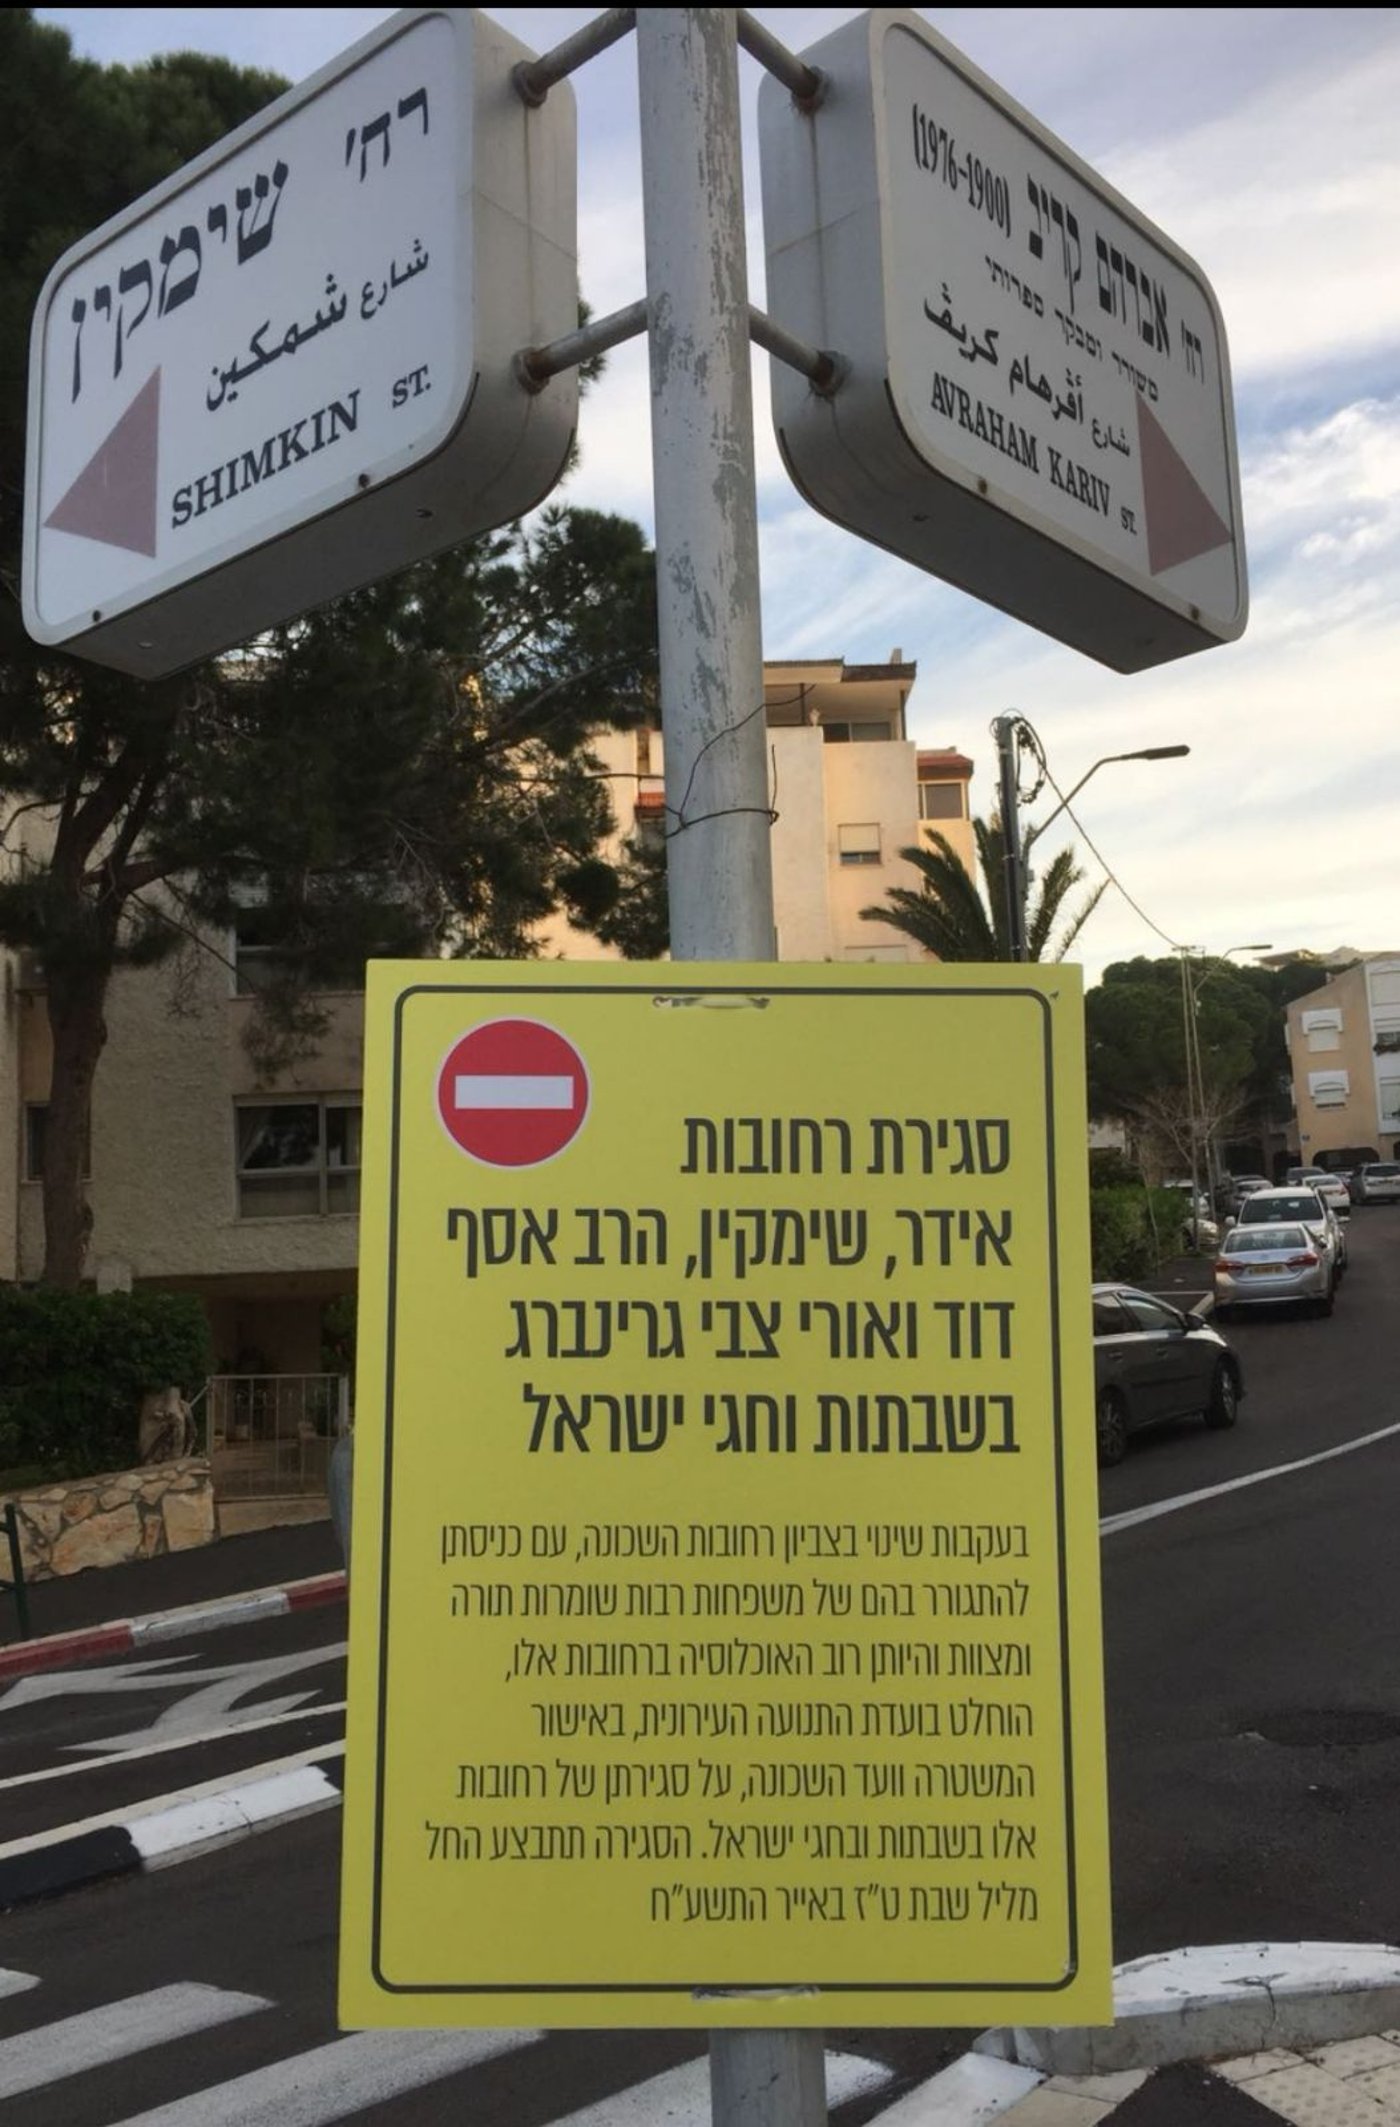 רח' שימקין
شارع شمكين
SHIMKIN ST.
רח' אברהם קריב (1900-1976)
משורר ומבקר ספרותי
شارع أڤرهام كريڤ
AVRAHAM KARIV ST.
סגירת רחובות
אידר, שימקין, הרב אסף
דוד ואורי צבי גרינברג
בשבתות וחגי ישראל
בעקבות שינוי בצביון רחובות השכונה, עם כניסתן
להתגורר בהם של משפחות רבות שומרות תורה
ומצוות והיותן רוב האוכלוסיה ברחובות אלו,
הוחלט בועדת התנועה העירונית, באישור
המשטרה וועד השכונה, על סגירתן של רחובות
אלו בשבתות ובחגי ישראל. הסגירה תתבצע החל
מליל שבת ט"ז באייר התשע"ח